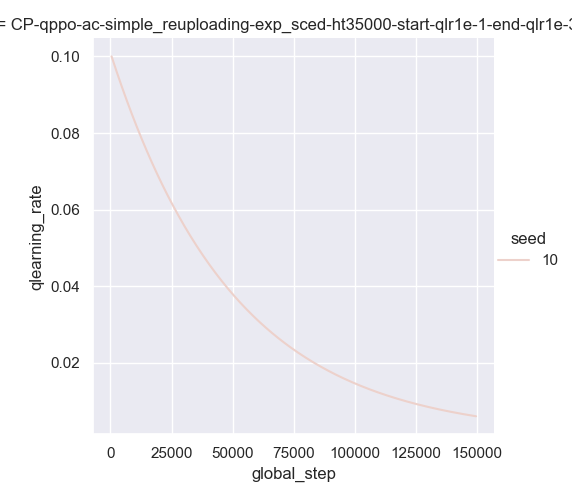 = CP-qppo-ac-simple_reuploading-exp_sced-ht35000-start-qlr1e-1-end-qlr1e-3
0.10
0.08
0.06
0.04
0.02
qlearning_rate
0 25000 50000 75000 100000 125000 150000
global_step
seed
10